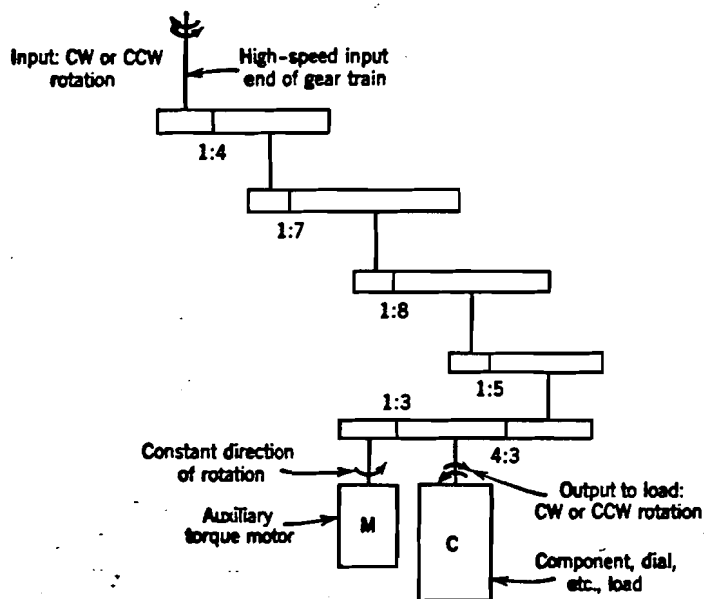 Input: CW or CCW
rotation
High-speed input
end of gear train
1:4
1:7
1:8
1:5
1:3
4:3
Constant direction
of rotation
Auxiliary
torque motor
M
C
Output to load:
CW or CCW rotation
Component, dial,
etc., load